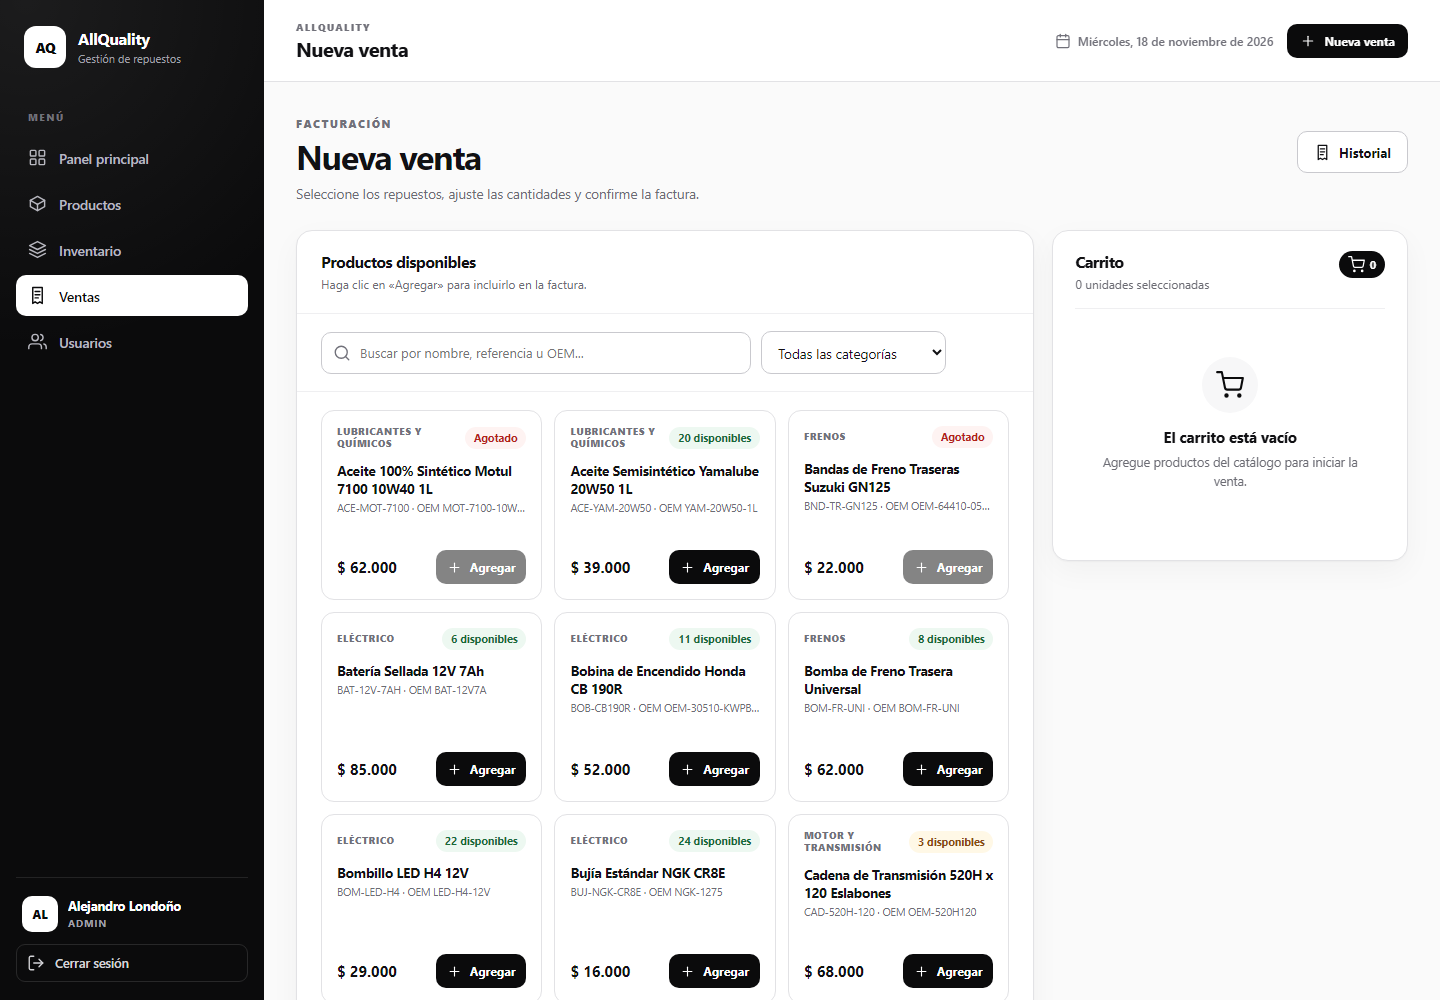 AQ
AllQuality
Gestión de repuestos
MENÚ
Panel principal
Productos
Inventario
Ventas
Usuarios
AL
Alejandro Londoño
ADMIN
Cerrar sesión
ALLQUALITY
Nueva venta
Miércoles, 18 de noviembre de 2026
Nueva venta
FACTURACIÓN
Nueva venta
Seleccione los repuestos, ajuste las cantidades y confirme la factura.
Historial
Productos disponibles
Haga clic en «Agregar» para incluirlo en la factura.
Buscar por nombre, referencia u OEM...
Todas las categorías
LUBRICANTES Y
QUÍMICOS
Agotado
Aceite 100% Sintético Motul
7100 10W40 1L
ACE-MOT-7100 · OEM MOT-7100-10W...
$ 62.000
Agregar
LUBRICANTES Y
QUÍMICOS
20 disponibles
Aceite Semisintético Yamalube
20W50 1L
ACE-YAM-20W50 · OEM YAM-20W50-1L
$ 39.000
Agregar
FRENOS
Agotado
Bandas de Freno Traseras
Suzuki GN125
BND-TR-GN125 · OEM OEM-64410-05...
$ 22.000
Agregar
ELÉCTRICO
6 disponibles
Batería Sellada 12V 7Ah
BAT-12V-7AH · OEM BAT-12V7A
$ 85.000
Agregar
ELÉCTRICO
11 disponibles
Bobina de Encendido Honda
CB 190R
BOB-CB190R · OEM OEM-30510-KWPB...
$ 52.000
Agregar
FRENOS
8 disponibles
Bomba de Freno Trasera
Universal
BOM-FR-UNI · OEM BOM-FR-UNI
$ 62.000
Agregar
ELÉCTRICO
22 disponibles
Bombillo LED H4 12V
BOM-LED-H4 · OEM LED-H4-12V
$ 29.000
Agregar
ELÉCTRICO
24 disponibles
Bujía Estándar NGK CR8E
BUJ-NGK-CR8E · OEM NGK-1275
$ 16.000
Agregar
MOTOR Y
TRANSMISIÓN
3 disponibles
Cadena de Transmisión 520H x
120 Eslabones
CAD-520H-120 · OEM OEM-520H120
$ 68.000
Agregar
Carrito
0 unidades seleccionadas
0
El carrito está vacío
Agregue productos del catálogo para iniciar la
venta.